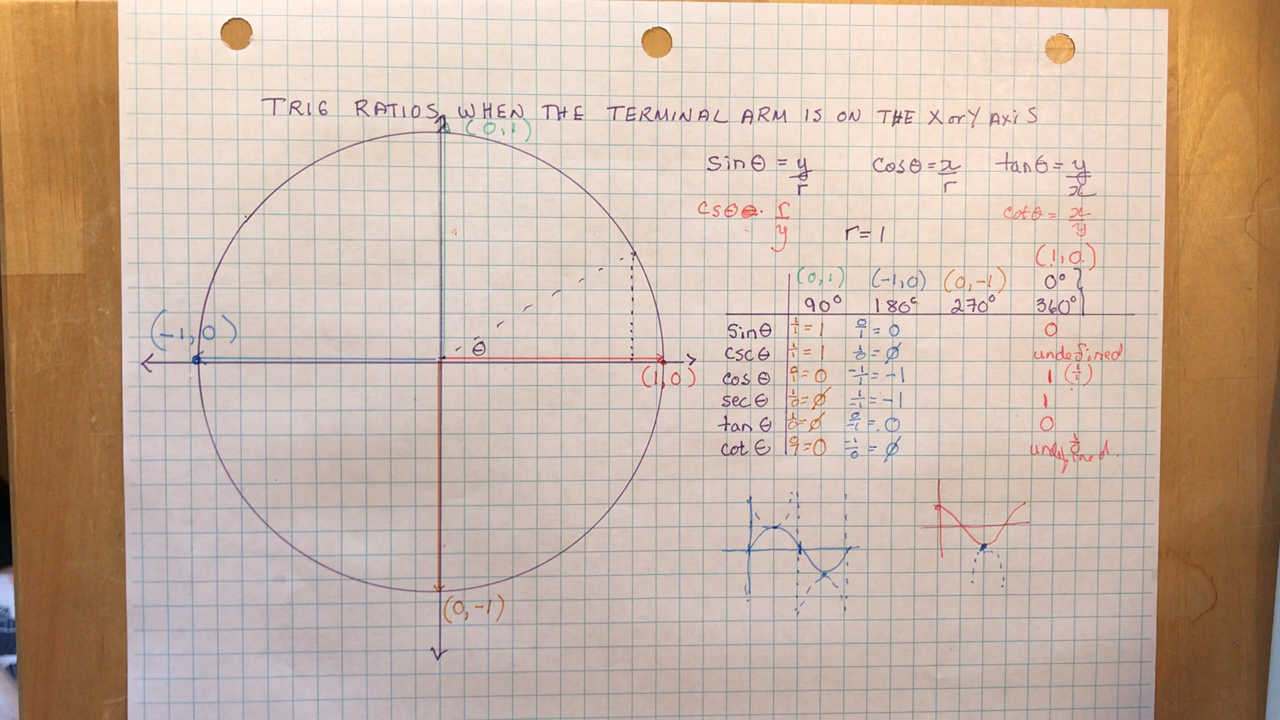 TRIG RATIOS WHEN THE TERMINAL ARM IS ON THE X or Y AXIS
(0,1)
sinθ = y/r cosθ = x/r tanθ = y/x
cscθ = r/y cotθ = x/y
r = 1
(1,0)
(0,1) (-1,0) (0,-1) 0°
90° 180° 270° 360°
sinθ 1/1 = 1 0/1 = 0 0
cscθ 1/1 = 1 1/0 = ∅ undefined
cosθ 0/1 = 0 -1/1 = -1 1 (1/1)
secθ 1/0 = ∅ 1/-1 = -1 1
tanθ 1/0 = ∅ 0/-1 = 0 0
cotθ 0/1 = 0 -1/0 = ∅ undefined. 1/0
(-1,0)
θ
(1,0)
(0,-1)